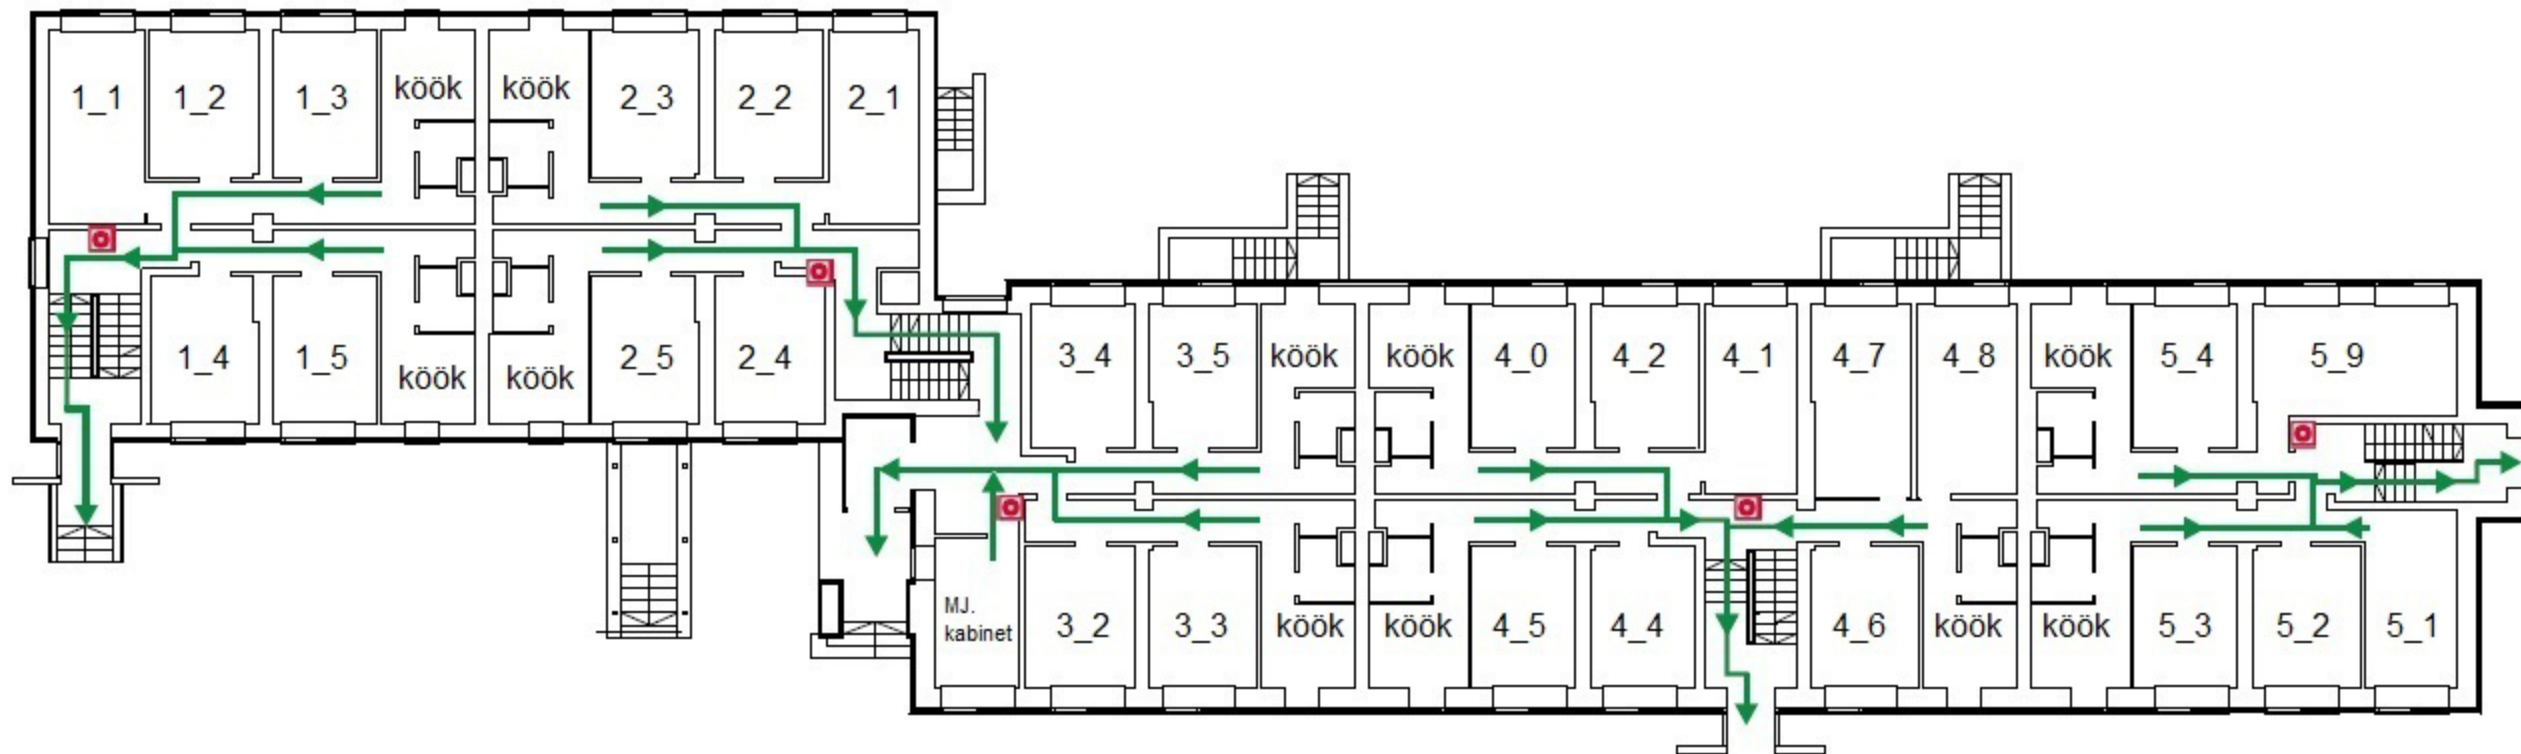 1_1 1_2 1_3 köök köök 2_3 2_2 2_1
1_4 1_5 köök köök 2_5 2_4
3_4 3_5 köök köök 4_0 4_2 4_1 4_7 4_8 köök 5_4 5_9
MJ.
kabinet 3_2 3_3 köök köök 4_5 4_4 4_6 köök köök 5_3 5_2 5_1